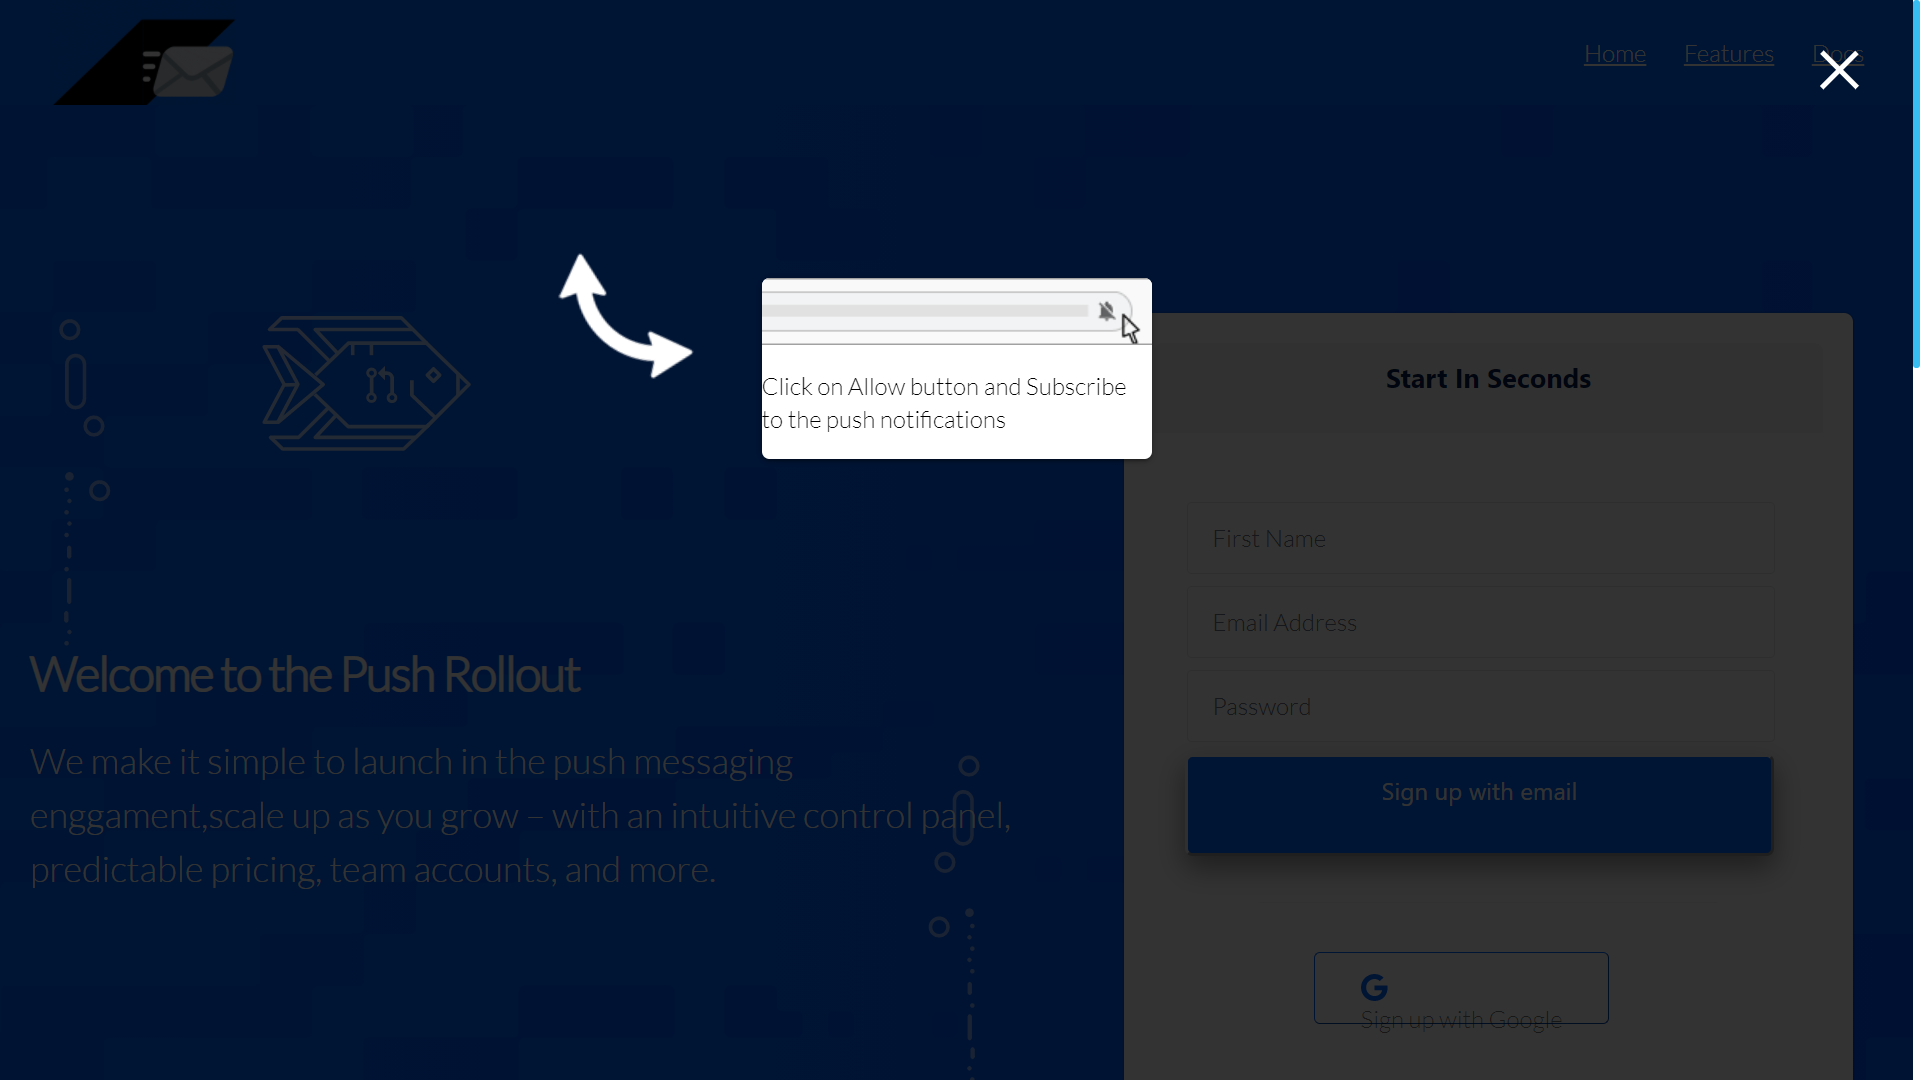 Home Features Docs
Click on Allow button and Subscribe
to the push notifications
Start In Seconds
First Name
Email Address
Password
Sign up with email
Sign up with Google
Welcome to the Push Rollout
We make it simple to launch in the push messaging
enggament,scale up as you grow – with an intuitive control panel,
predictable pricing, team accounts, and more.